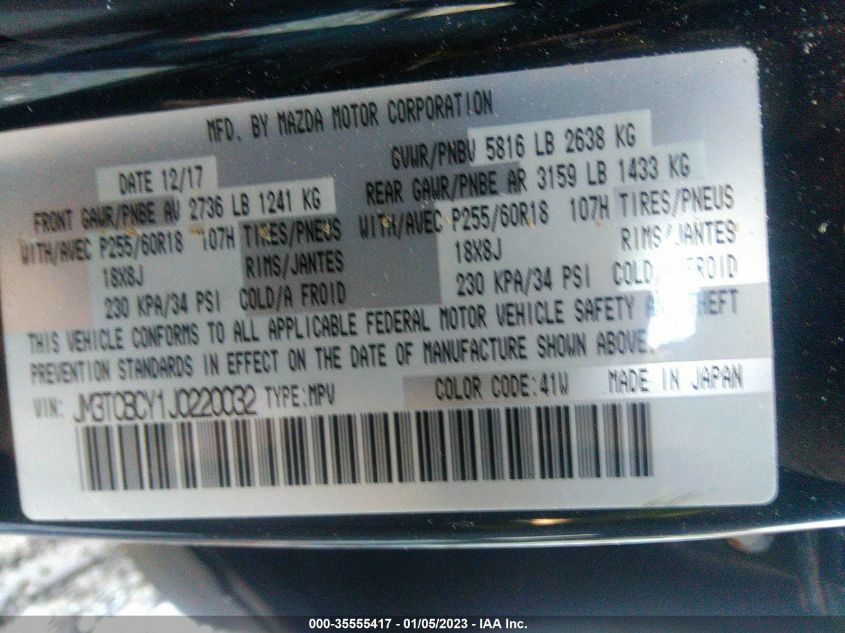 MFD. BY MAZDA MOTOR CORPORATION
DATE 12/17
GVWR/PNBV 5816 LB 2638 KG
FRONT GAWR/PNBE AV 2736 LB 1241 KG
REAR GAWR/PNBE AR 3159 LB 1433 KG
WITH/AVEC P255/60R18 107H TIRES/PNEUS
WITH/AVEC P255/60R18 107H TIRES/PNEUS
18X8J RIMS/JANTES
18X8J RIMS/JANTES
230 KPA/34 PSI COLD/A FROID
230 KPA/34 PSI COLD/A FROID
THIS VEHICLE CONFORMS TO ALL APPLICABLE FEDERAL MOTOR VEHICLE SAFETY AND THEFT
PREVENTION STANDARDS IN EFFECT ON THE DATE OF MANUFACTURE SHOWN ABOVE.
VIN: JM3TCBCY1J0220032 TYPE:MPV COLOR CODE:41W MADE IN JAPAN
000-35555417 - 01/05/2023 - IAA Inc.